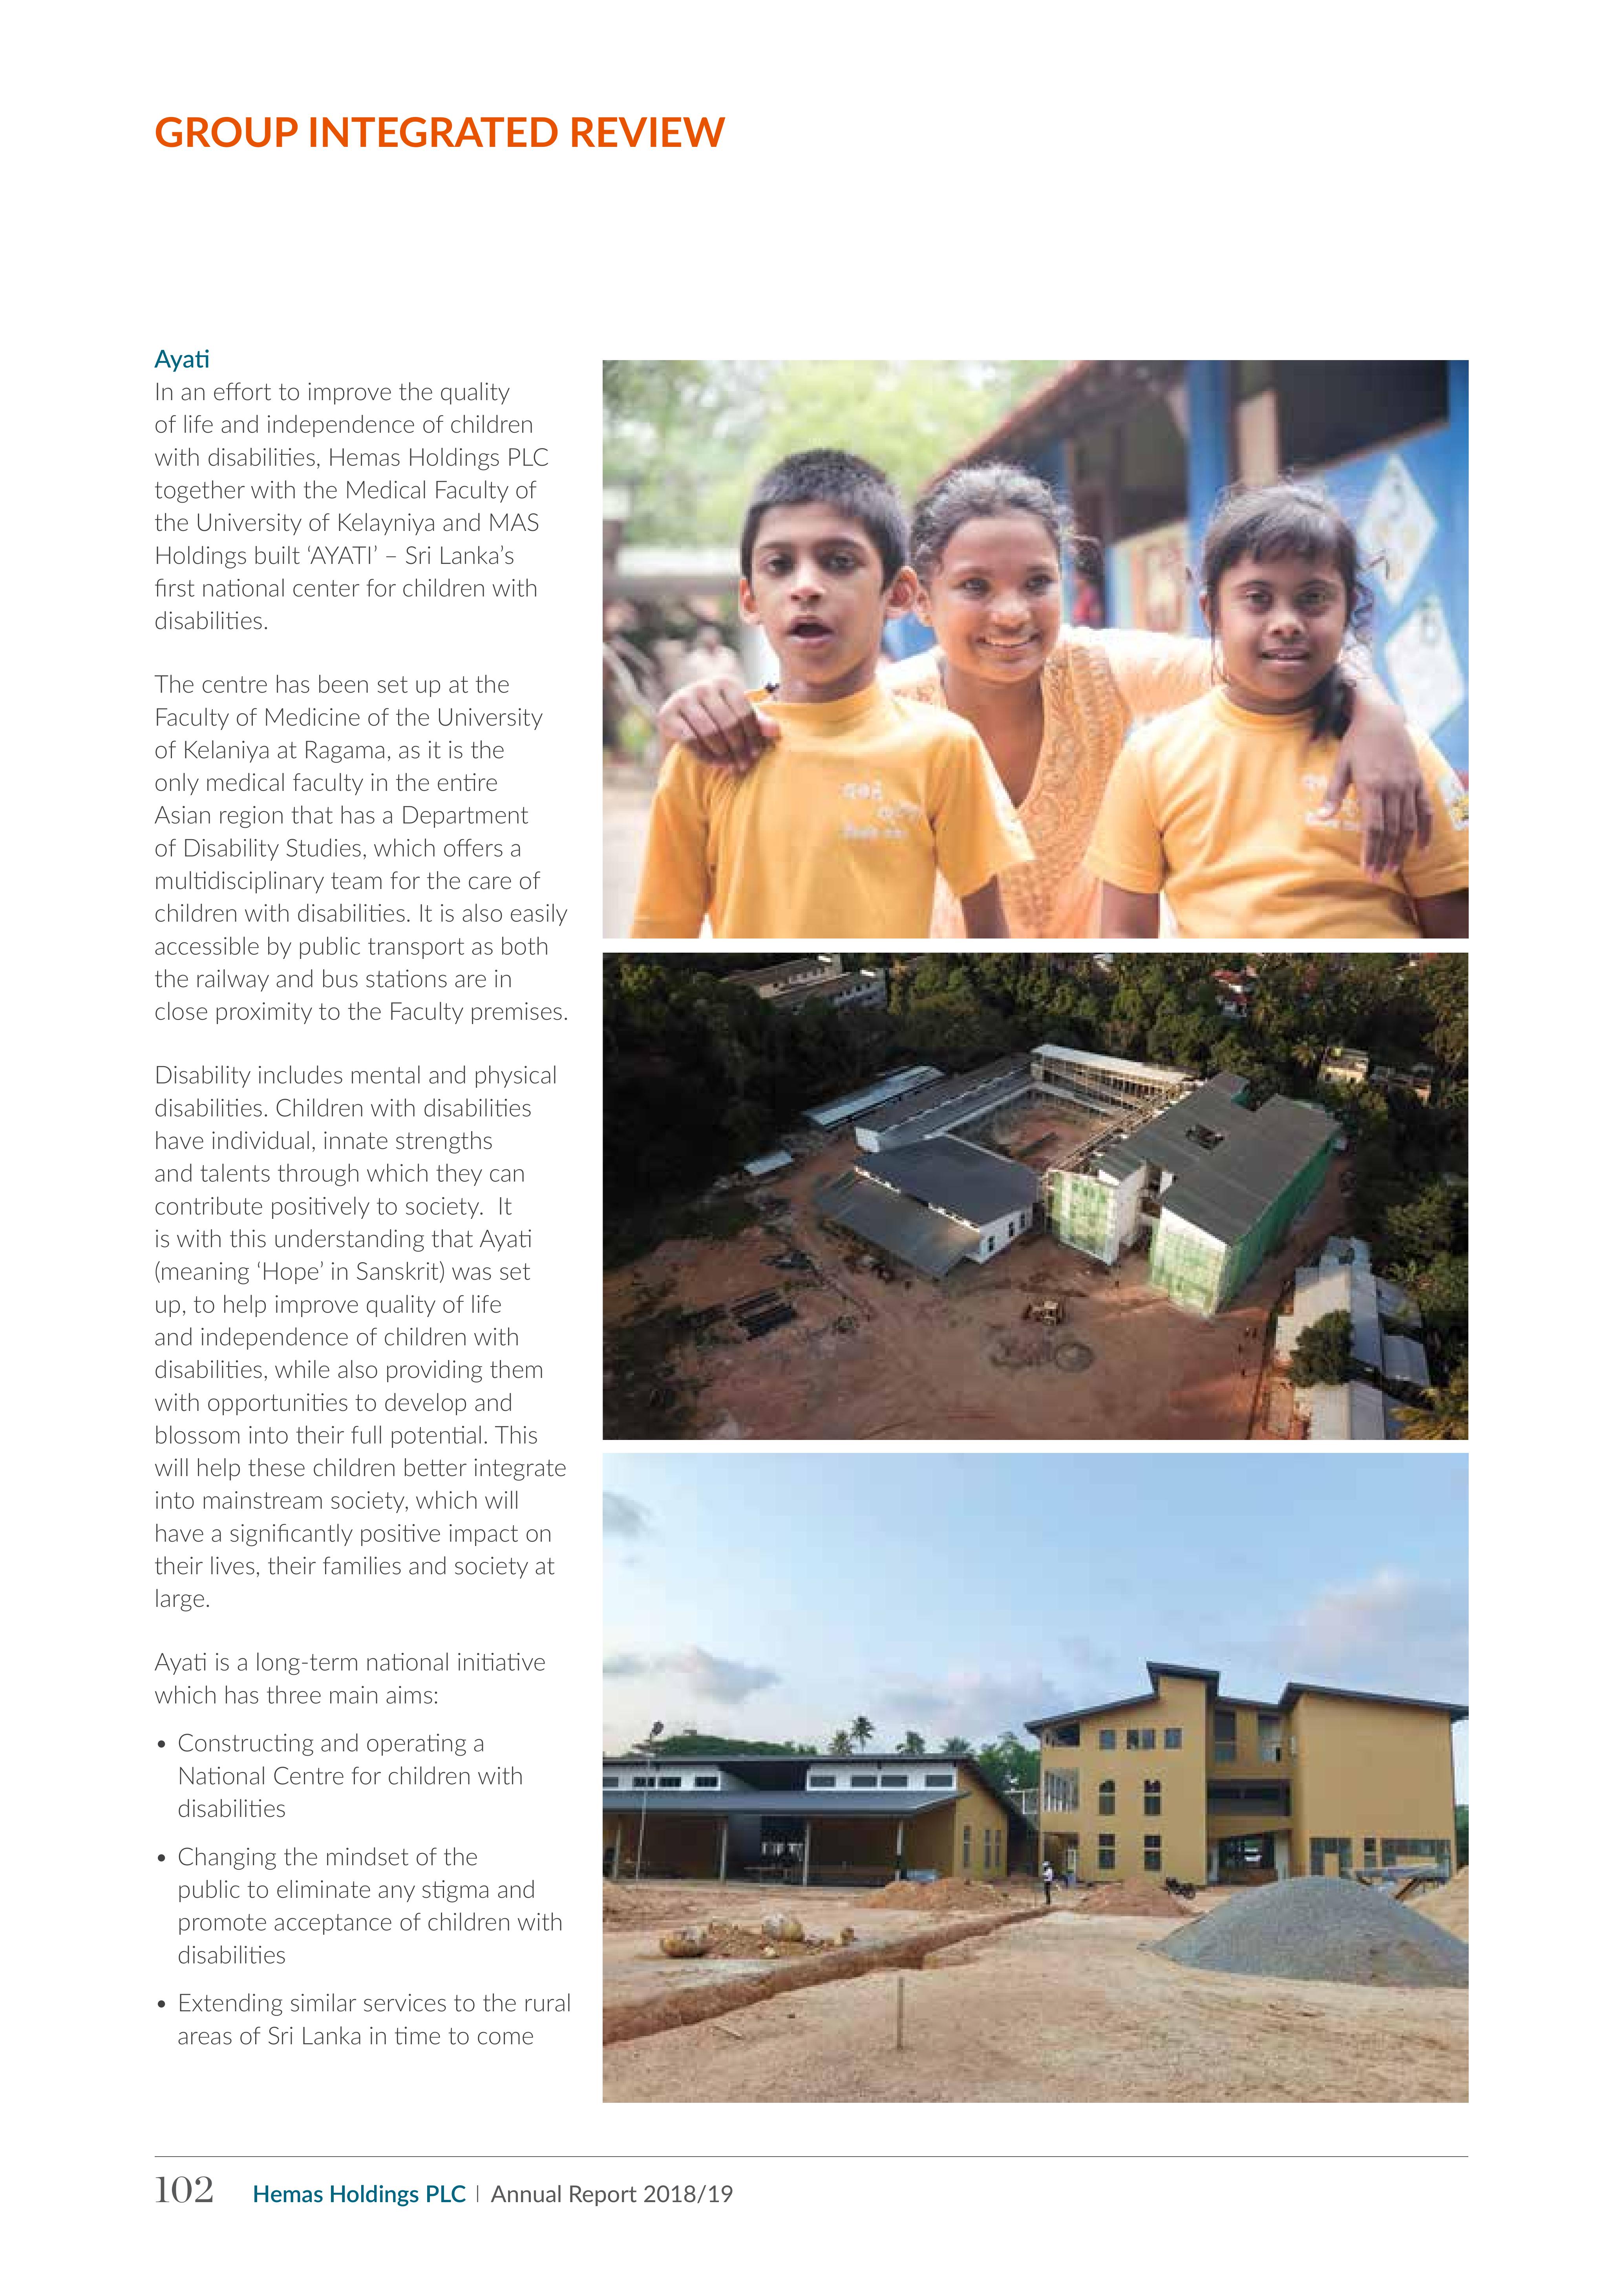 GROUP INTEGRATED REVIEW
Ayati
In an effort to improve the quality
of life and independence of children
with disabilities, Hemas Holdings PLC
together with the Medical Faculty of
the University of Kelayniya and MAS
Holdings built ‘AYATI’ – Sri Lanka’s
first national center for children with
disabilities.
The centre has been set up at the
Faculty of Medicine of the University
of Kelaniya at Ragama, as it is the
only medical faculty in the entire
Asian region that has a Department
of Disability Studies, which offers a
multidisciplinary team for the care of
children with disabilities. It is also easily
accessible by public transport as both
the railway and bus stations are in
close proximity to the Faculty premises.
Disability includes mental and physical
disabilities. Children with disabilities
have individual, innate strengths
and talents through which they can
contribute positively to society. It
is with this understanding that Ayati
(meaning ‘Hope’ in Sanskrit) was set
up, to help improve quality of life
and independence of children with
disabilities, while also providing them
with opportunities to develop and
blossom into their full potential. This
will help these children better integrate
into mainstream society, which will
have a significantly positive impact on
their lives, their families and society at
large.
Ayati is a long-term national initiative
which has three main aims:
• Constructing and operating a
National Centre for children with
disabilities
• Changing the mindset of the
public to eliminate any stigma and
promote acceptance of children with
disabilities
• Extending similar services to the rural
areas of Sri Lanka in time to come
102 Hemas Holdings PLC | Annual Report 2018/19